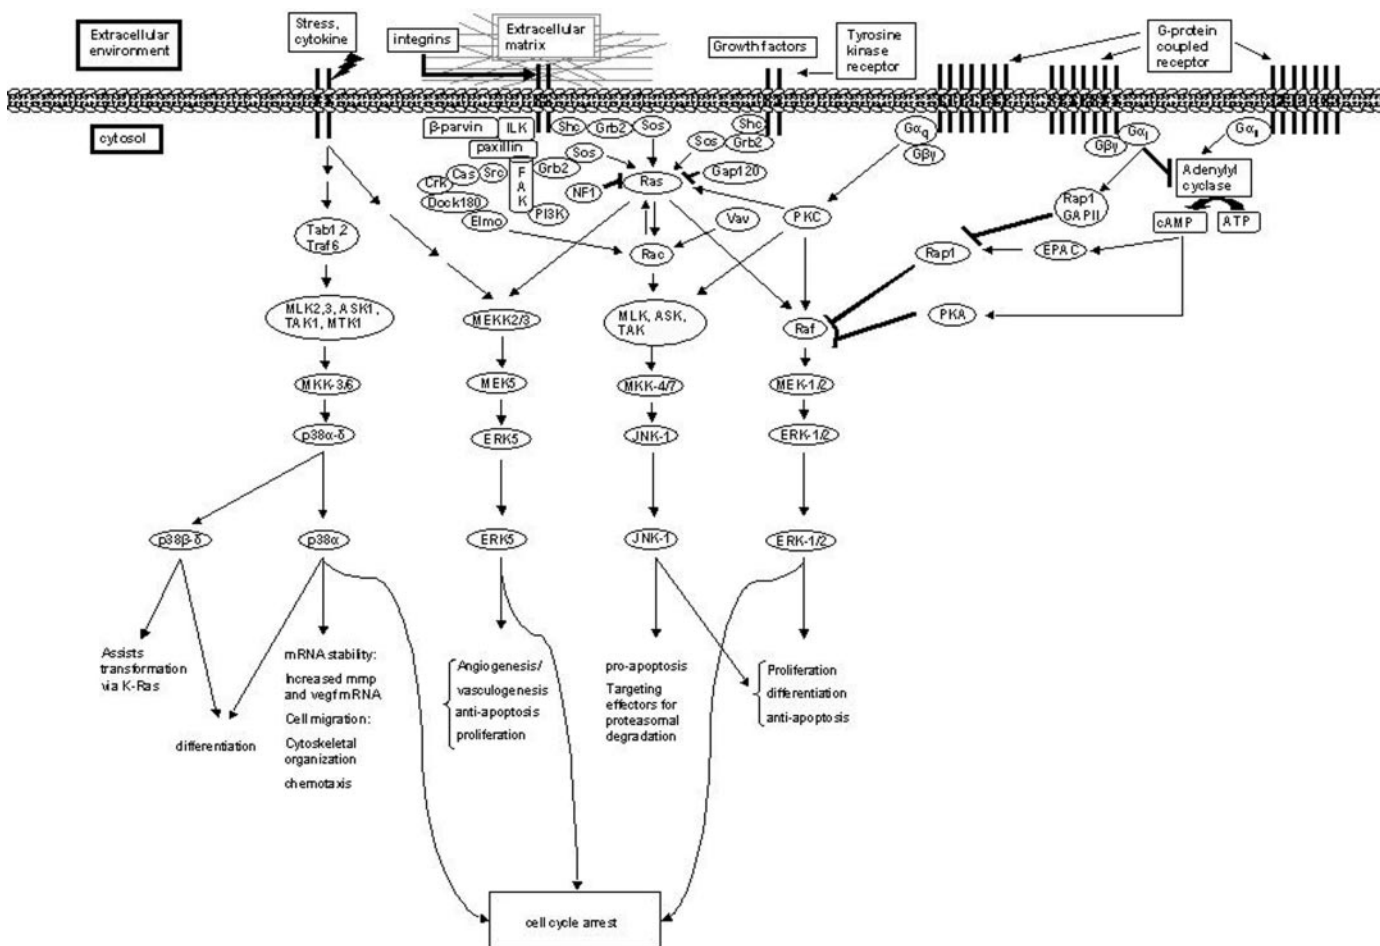 Extracellular
environment
Stress,
cytokine
integrins
Extracellular
matrix
Growth factors
Tyrosine
kinase
receptor
G-protein
coupled
receptor
cytosol
β-parvin
ILK
paxillin
F
A
K
Shc
Grb2
Sos
Sos
Grb2
Shc
Sos
Grb2
Gαq
Gβγ
Gβγ
Gαi
Gαs
Crk
Cas
Src
Dock180
Elmo
PI3K
NF1
Ras
Gap120
Adenylyl
cyclase
Rap1
GAPII
cAMP
ATP
Tab1,2
Traf6
Rac
Vav
PKC
Rap1
EPAC
PKA
MLK2,3, ASK1,
TAK1, MTK1
MEKK2/3
MLK, ASK,
TAK
Raf
MKK-3/6
MEK5
MKK-4/7
MEK-1/2
p38α-δ
ERK5
JNK-1
ERK-1/2
p38β-δ
p38α
ERK5
JNK-1
ERK-1/2
Assists
transformation
via K-Ras
differentiation
mRNA stability:
Increased mmp
and vegf mRNA
Cell migration:
Cytoskeletal
organization
chemotaxis
Angiogenesis/
vasculogenesis
anti-apoptosis
proliferation
pro-apoptosis
Targeting
effectors for
proteasomal
degradation
Proliferation
differentiation
anti-apoptosis
cell cycle arrest